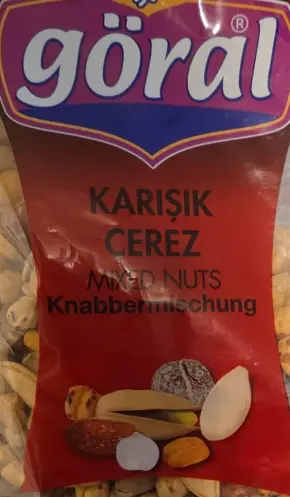 göral®
KARIŞIK
ÇEREZ
MIXED NUTS
Knabbermischung